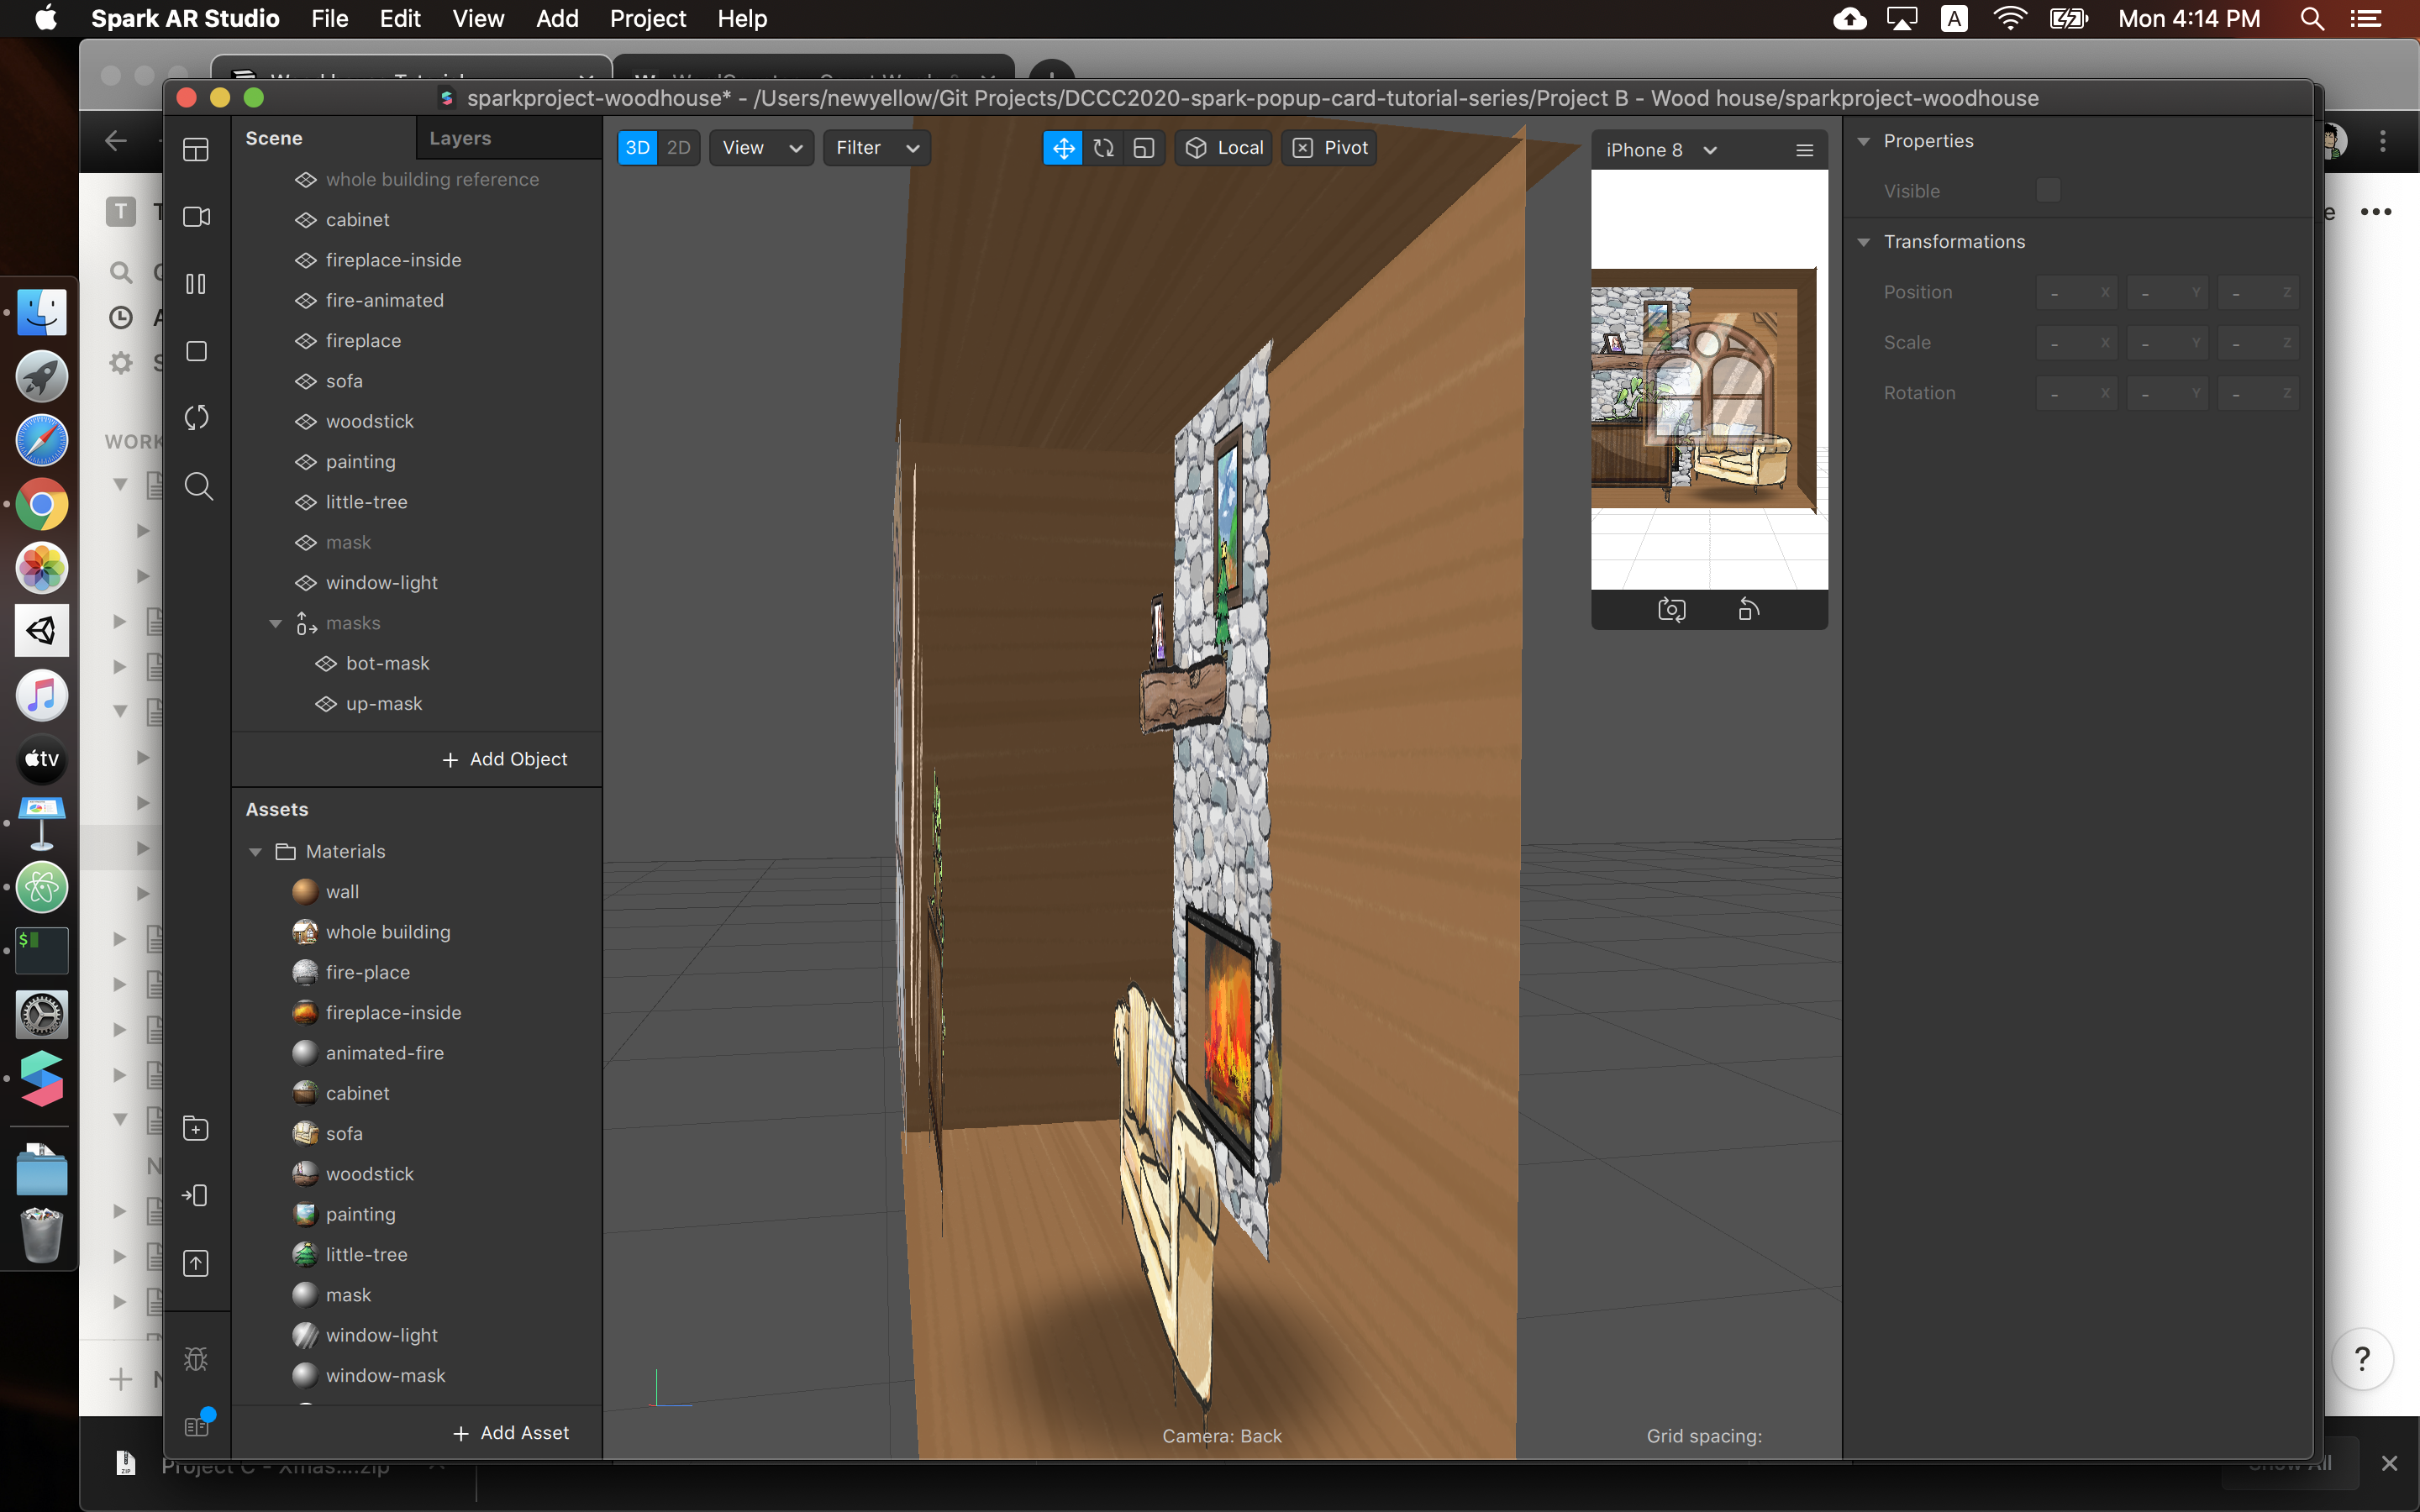 Spark AR Studio File Edit View Add Project Help
A Mon 4:14 PM
sparkproject-woodhouse* - /Users/newyellow/Git Projects/DCCC2020-spark-popup-card-tutorial-series/Project B - Wood house/sparkproject-woodhouse
Scene Layers
3D 2D View Filter Local Pivot
iPhone 8
Properties
Visible
Transformations
Position - X - Y - Z
Scale - X - Y - Z
Rotation - X - Y - Z
whole building reference
cabinet
fireplace-inside
fire-animated
fireplace
sofa
woodstick
painting
little-tree
mask
window-light
masks
bot-mask
up-mask
+ Add Object
Assets
Materials
wall
whole building
fire-place
fireplace-inside
animated-fire
cabinet
sofa
woodstick
painting
little-tree
mask
window-light
window-mask
+ Add Asset
Camera: Back
Grid spacing:
T
WORK
tv
$
ZIP
Project C - Xmas....zip
Show All
?